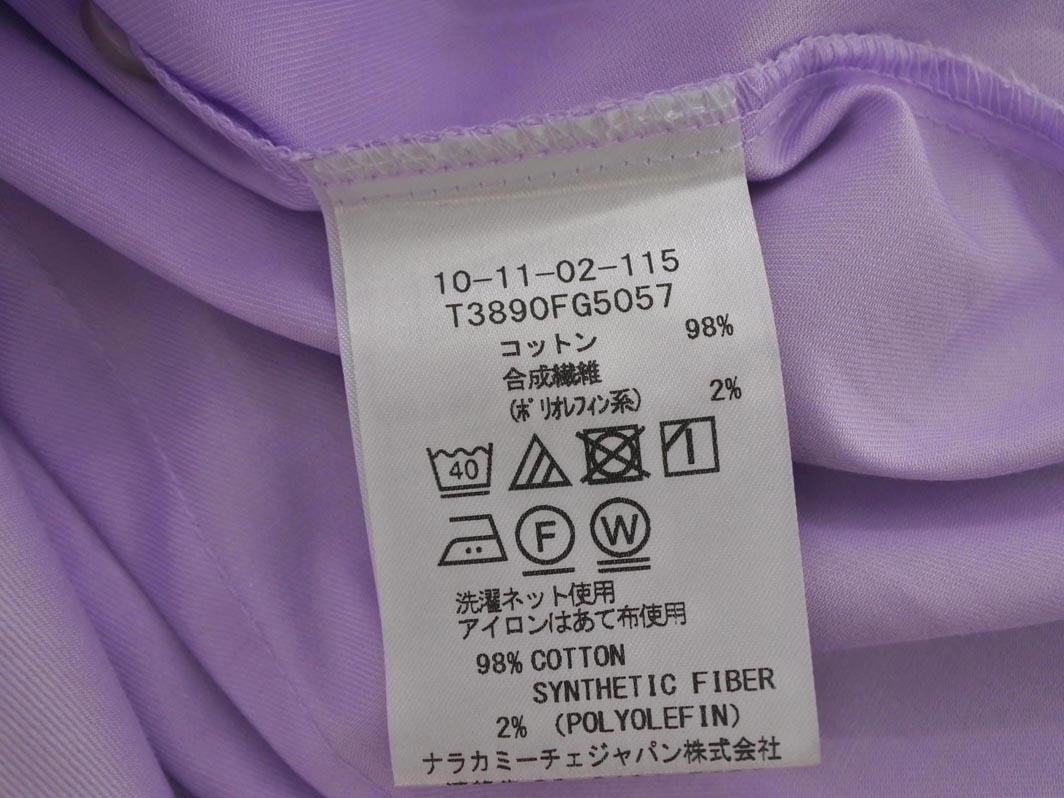 10-11-02-115
T3890FG5057
コットン 98%
合成繊維
(ポリオレフィン系) 2%
40
F W
洗濯ネット使用
アイロンはあて布使用
98% COTTON
SYNTHETIC FIBER
2% (POLYOLEFIN)
ナラカミーチェジャパン株式会社